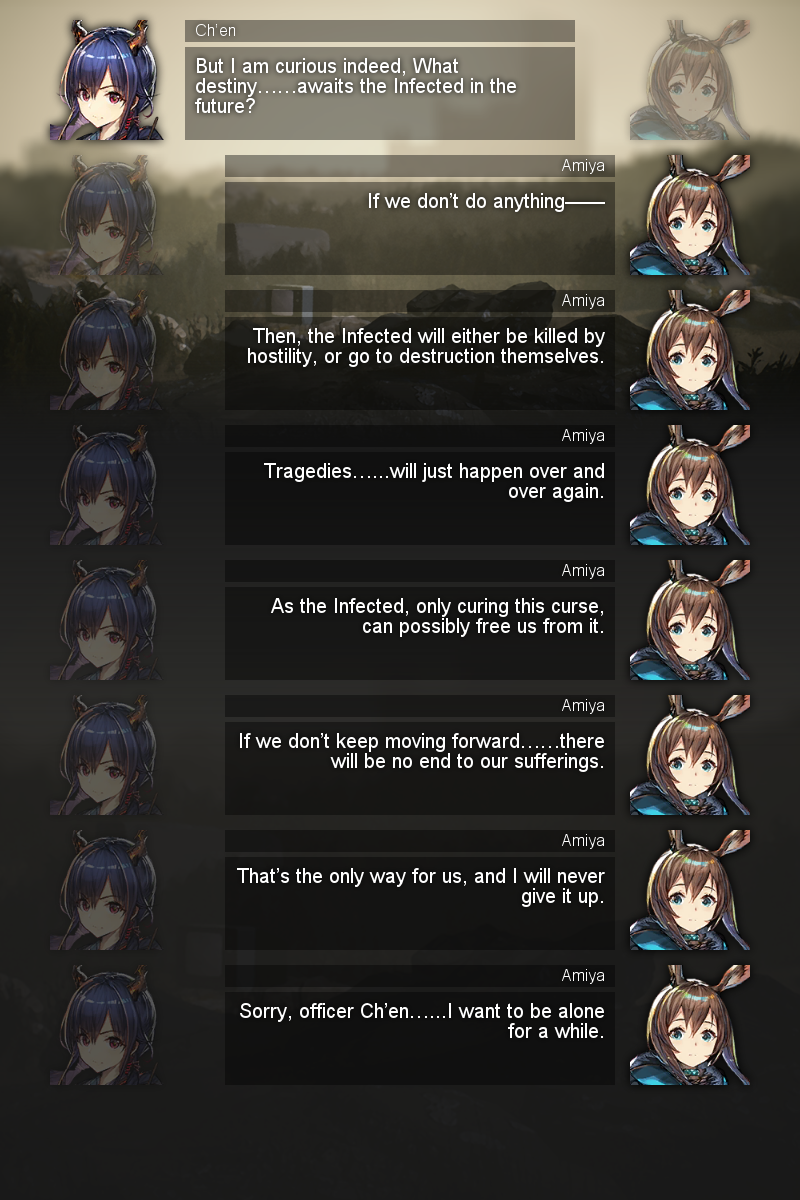 Ch'en
But I am curious indeed, What
destiny……awaits the Infected in the
future?
Amiya
If we don't do anything——
Amiya
Then, the Infected will either be killed by
hostility, or go to destruction themselves.
Amiya
Tragedies……will just happen over and
over again.
Amiya
As the Infected, only curing this curse,
can possibly free us from it.
Amiya
If we don't keep moving forward……there
will be no end to our sufferings.
Amiya
That's the only way for us, and I will never
give it up.
Amiya
Sorry, officer Ch'en……I want to be alone
for a while.